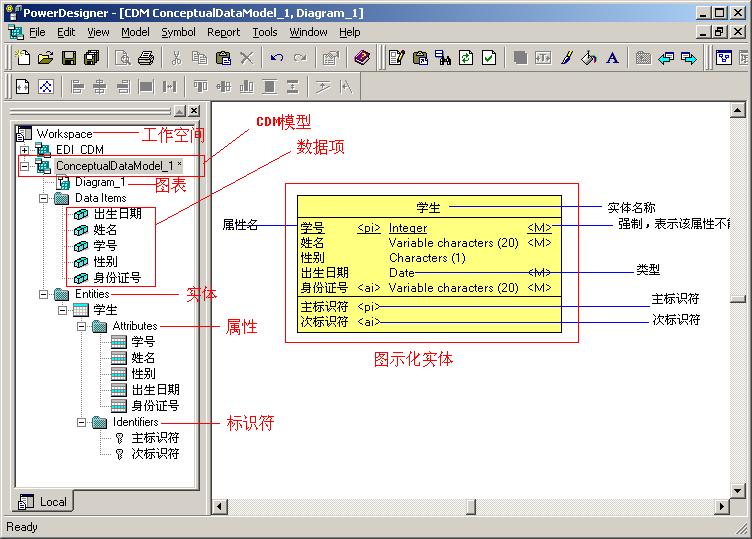 PowerDesigner - [CDM ConceptualDataModel_1, Diagram_1]
File Edit View Model Symbol Report Tools Window Help
Workspace 工作空间
EDI_CDM CDM模型
ConceptualDataModel_1 * 数据项
Diagram_1 图表
Data Items
出生日期
姓名
学号
性别
身份证号
Entities 实体
学生
Attributes 属性
学号
姓名
性别
出生日期
身份证号
Identifiers 标识符
主标识符
次标识符
Local
学生 实体名称
属性名 学号 <pi> Integer <M> 强制，表示该属性不能
姓名 Variable characters (20) <M>
性别 Characters (1)
出生日期 Date <M> 类型
身份证号 <ai> Variable characters (20) <M>
主标识符 <pi> 主标识符
次标识符 <ai> 次标识符
图示化实体
Ready